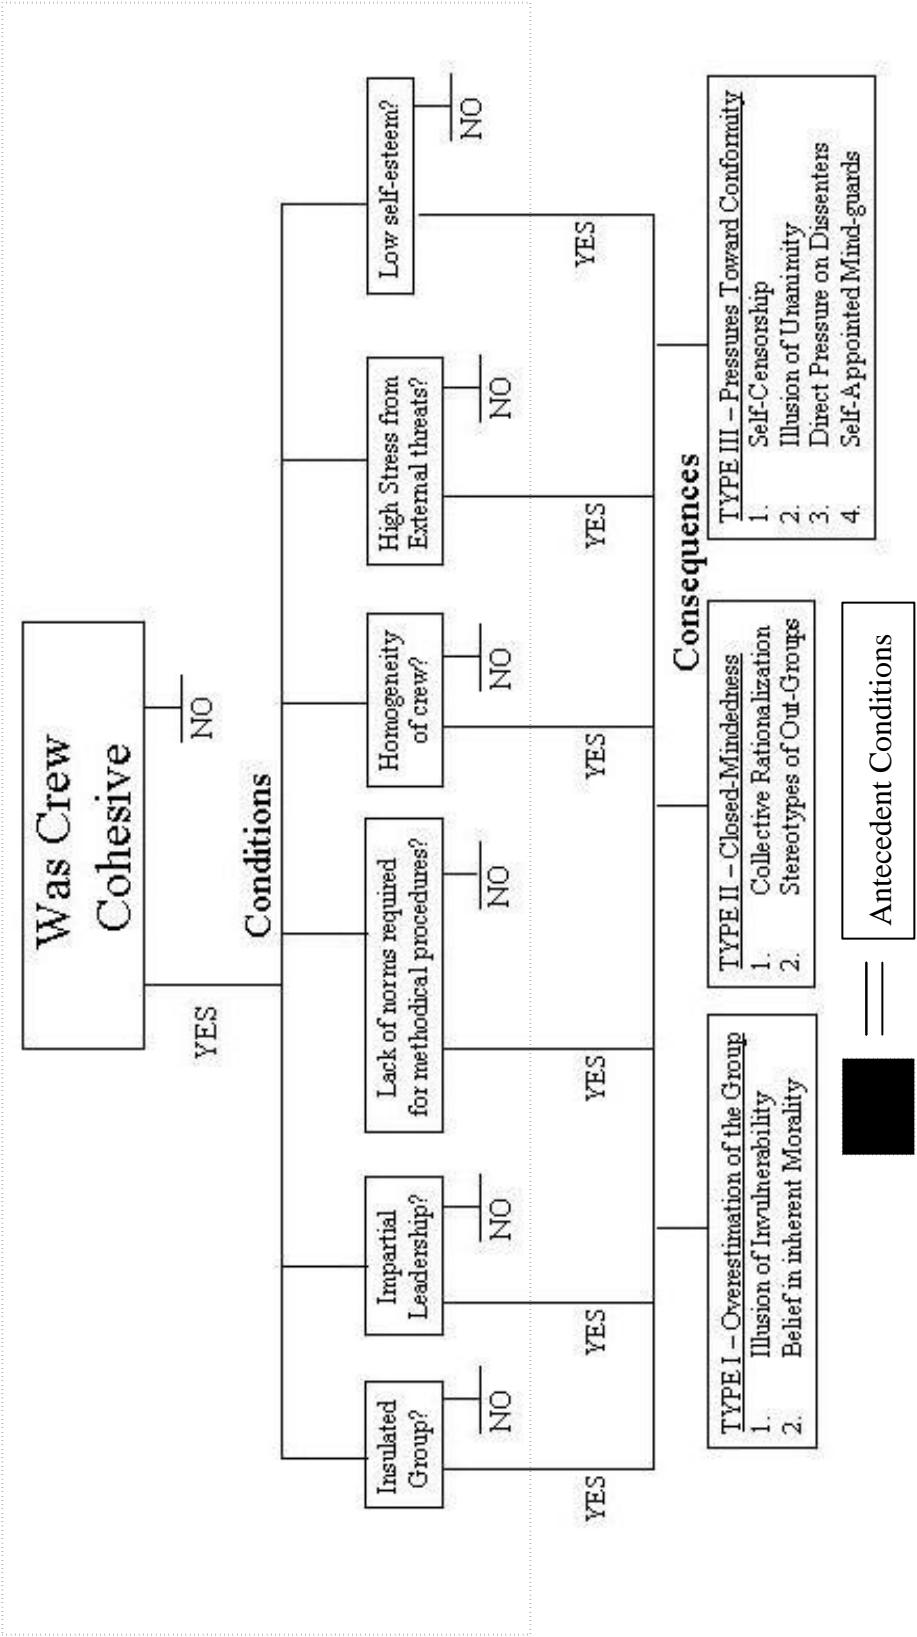 Was Crew
Cohesive
YES
NO
Conditions
Insulated
Group?
NO
YES
Impartial
Leadership?
NO
YES
Lack of norms required
for methodical procedures?
NO
YES
Homogeneity
of crew?
NO
YES
High Stress from
External threats?
NO
YES
Low self-esteem?
NO
YES
Consequences
TYPE I – Overestimation of the Group
1. Illusion of Invulnerability
2. Belief in inherent Morality
TYPE II – Closed-Mindedness
1. Collective Rationalization
2. Stereotypes of Out-Groups
TYPE III – Pressures Toward Conformity
1. Self-Censorship
2. Illusion of Unanimity
3. Direct Pressure on Dissenters
4. Self-Appointed Mind-guards
Antecedent Conditions